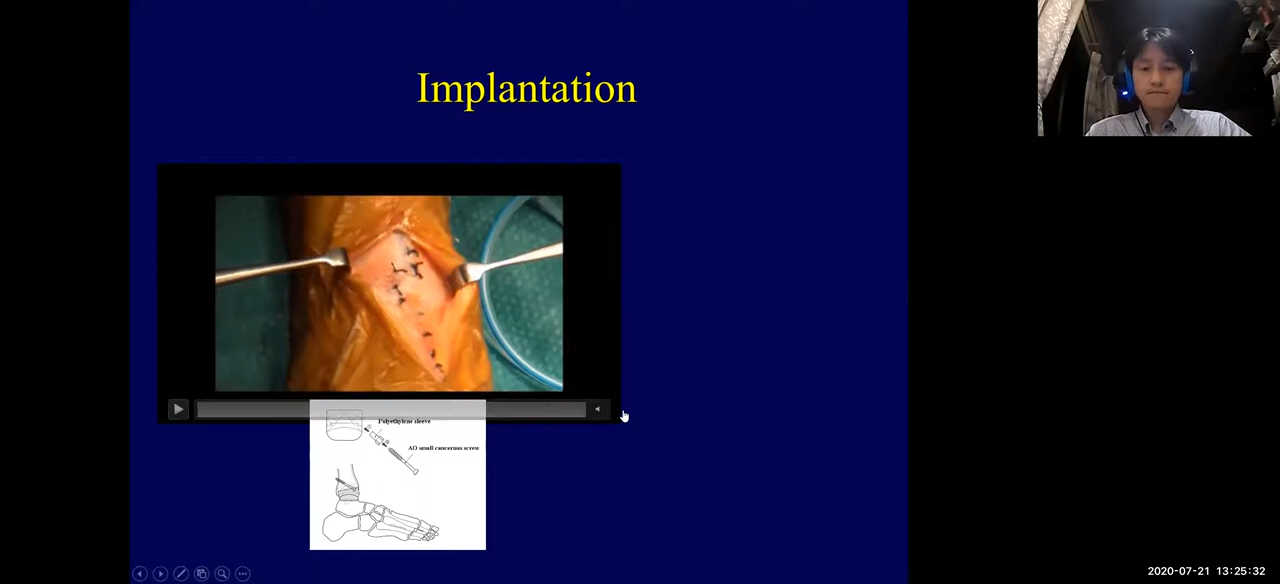 Implantation
Polyethylene sleeve
AO small cancerous screw
2020-07-21 13:25:32